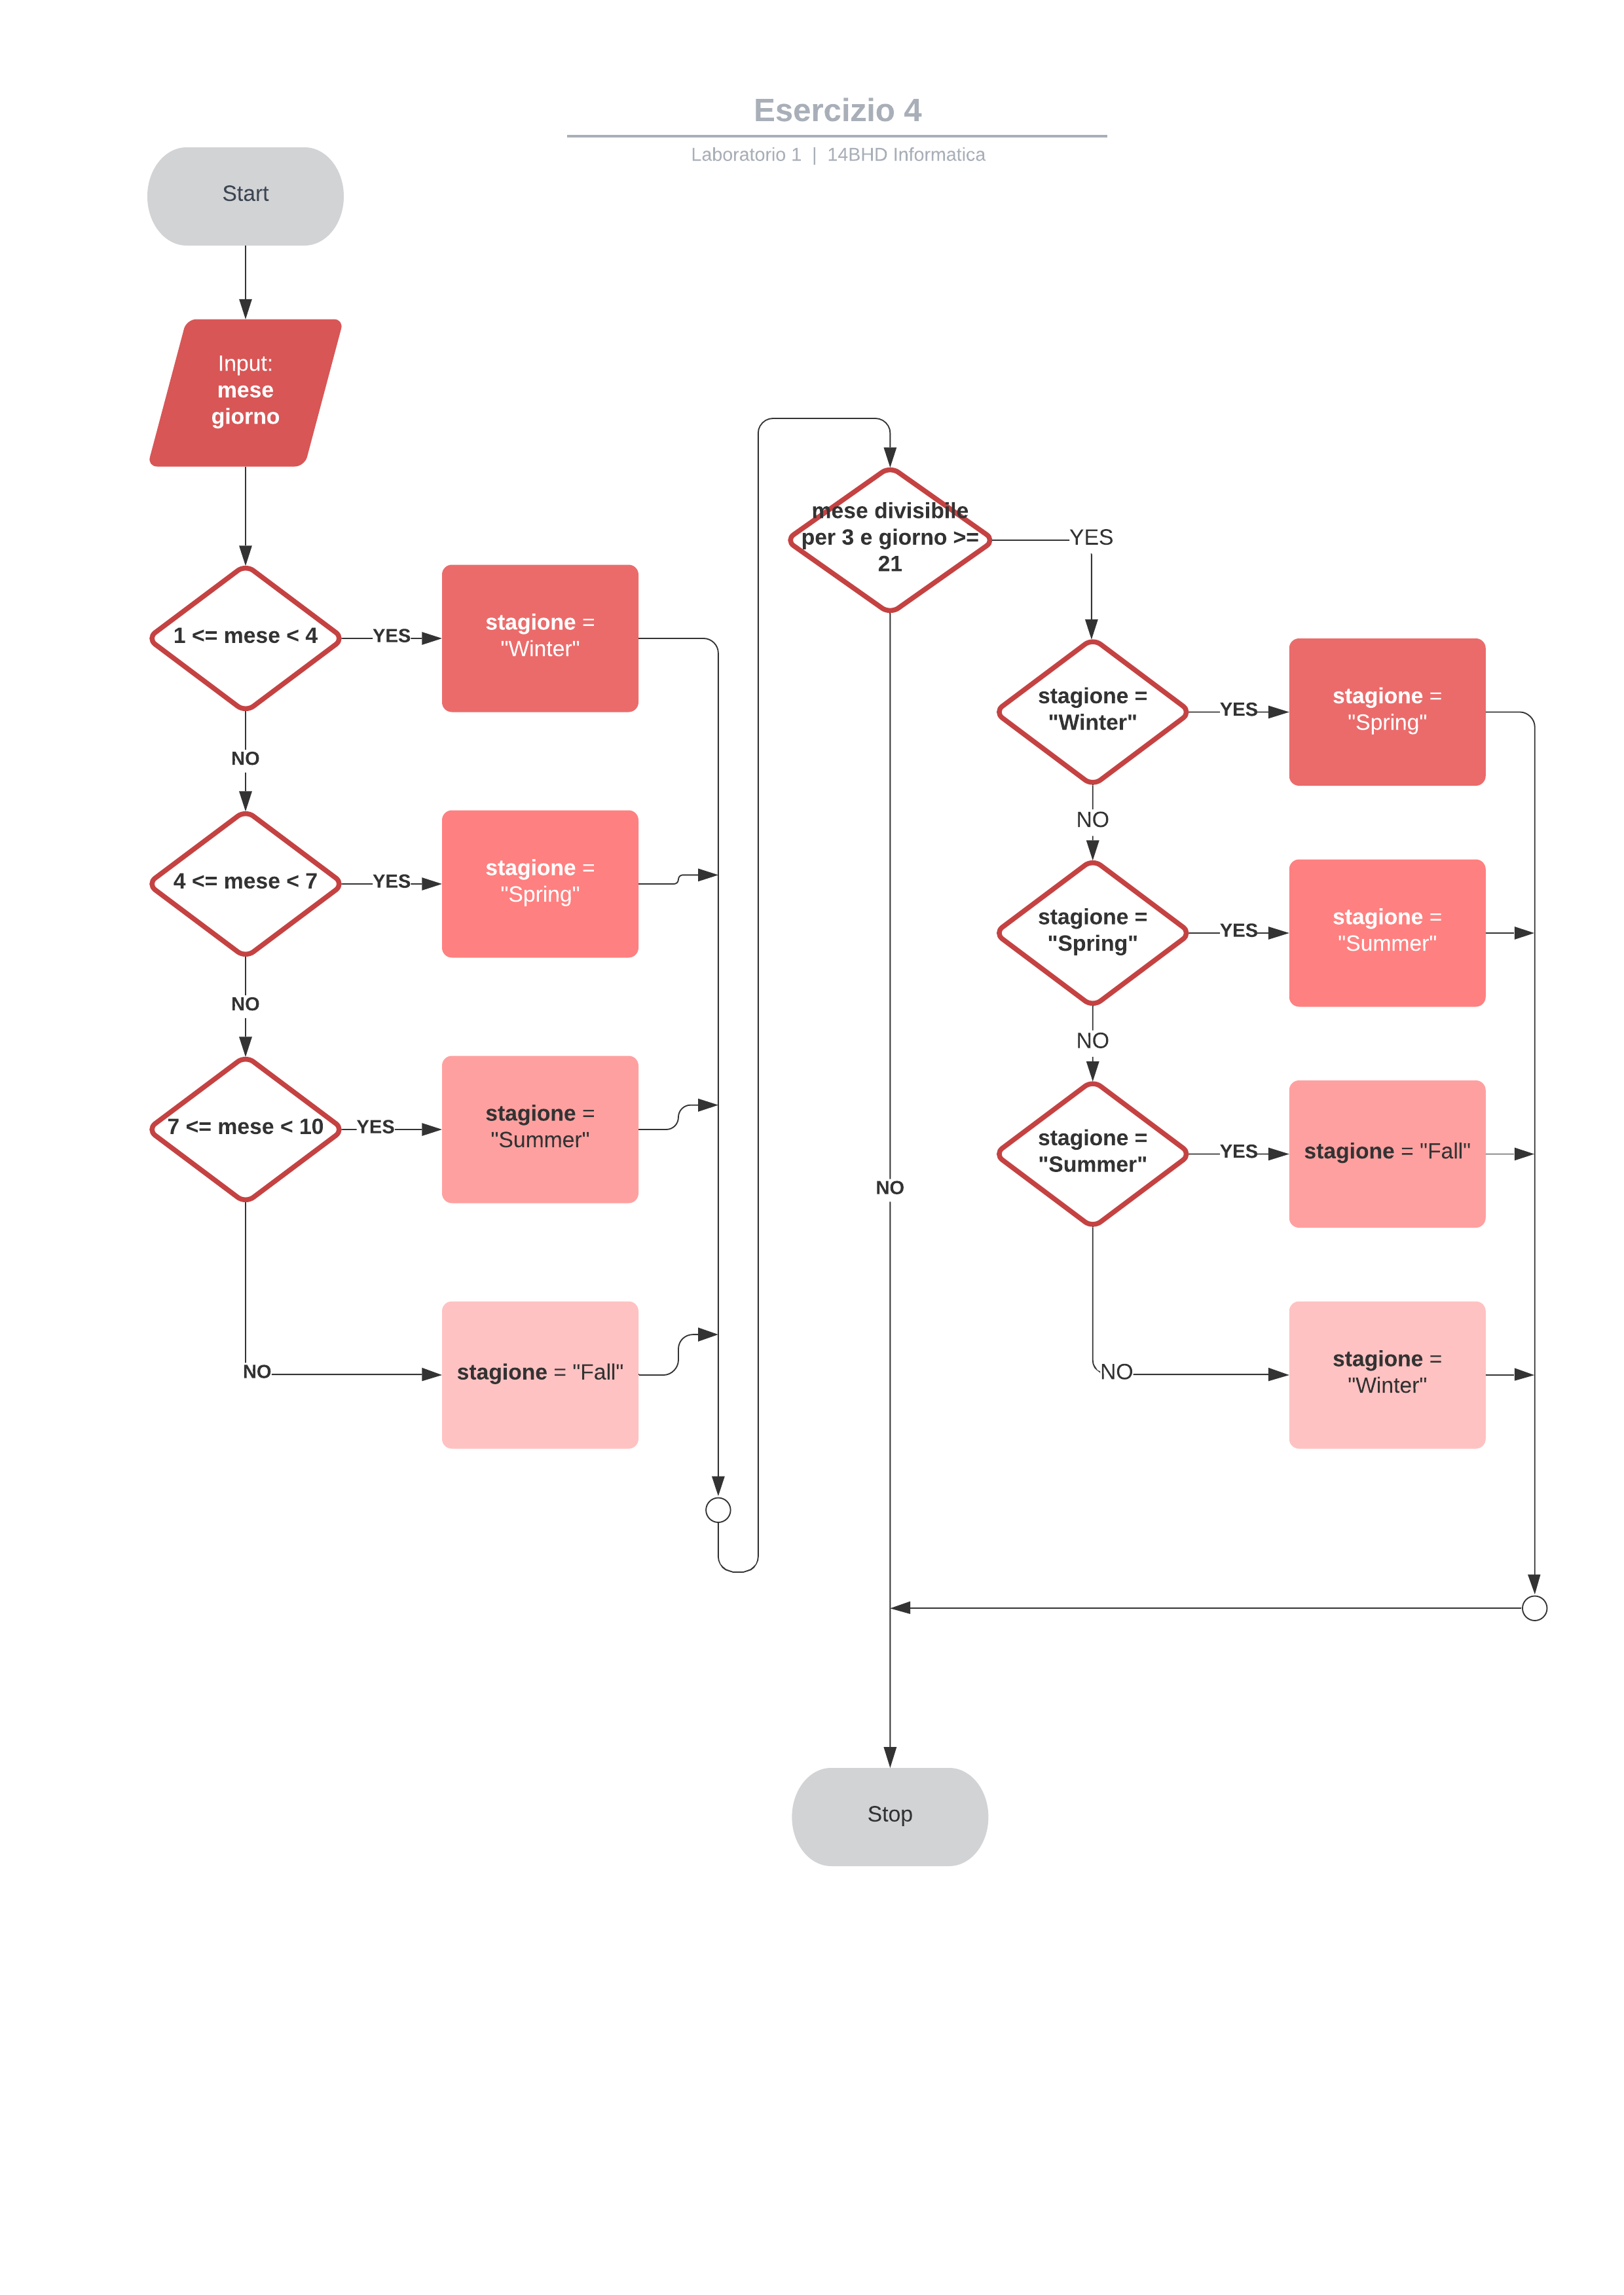 Esercizio 4
Laboratorio 1 | 14BHD Informatica
Start
Input:
mese
giorno
1 <= mese < 4
YES
stagione =
"Winter"
NO
4 <= mese < 7
YES
stagione =
"Spring"
NO
7 <= mese < 10
YES
stagione =
"Summer"
NO
stagione = "Fall"
mese divisibile
per 3 e giorno >=
21
YES
NO
stagione =
"Winter"
YES
stagione =
"Spring"
NO
stagione =
"Spring"
YES
stagione =
"Summer"
NO
stagione =
"Summer"
YES
stagione = "Fall"
NO
stagione =
"Winter"
Stop